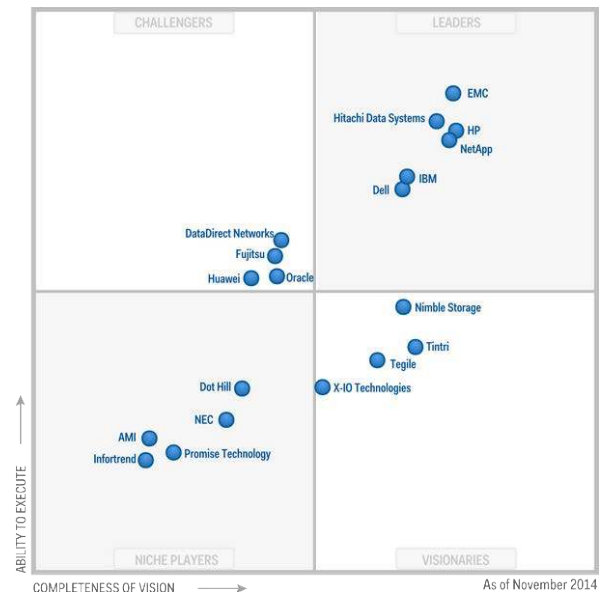 CHALLENGERS
LEADERS
EMC
Hitachi Data Systems
HP
NetApp
IBM
Dell
DataDirect Networks
Fujitsu
Huawei
Oracle
Nimble Storage
Tintri
Tegile
X-IO Technologies
Dot Hill
NEC
AMI
Infortrend
Promise Technology
NICHE PLAYERS
VISIONARIES
ABILITY TO EXECUTE
COMPLETENESS OF VISION
As of November 2014